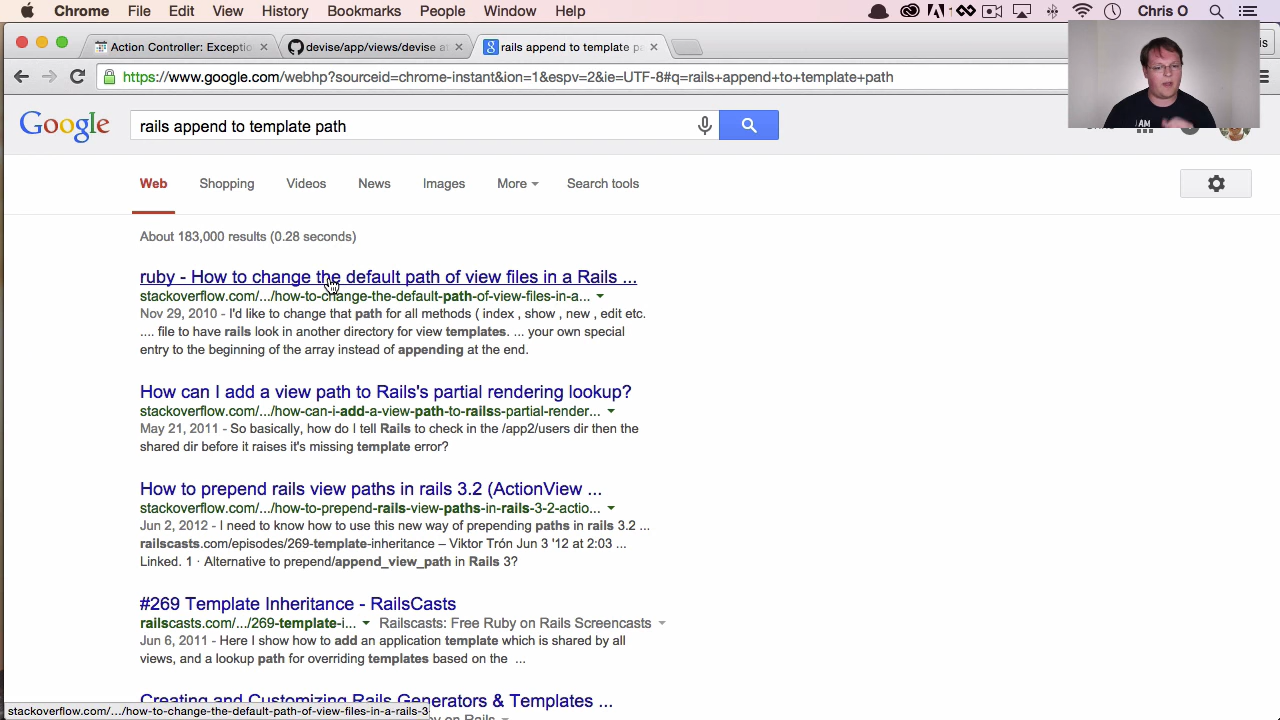 Chrome File Edit View History Bookmarks People Window Help Chris O
Action Controller: Exceptio
devise/app/views/devise a
rails append to template p
is
https://www.google.com/webhp?sourceid=chrome-instant&ion=1&espv=2&ie=UTF-8#q=rails+append+to+template+path
I AM
Google
rails append to template path
Web Shopping Videos News Images More Search tools
About 183,000 results (0.28 seconds)
ruby - How to change the default path of view files in a Rails ...
stackoverflow.com/.../how-to-change-the-default-path-of-view-files-in-a...
Nov 29, 2010 - I'd like to change that path for all methods ( index , show , new , edit etc.
.... file to have rails look in another directory for view templates. ... your own special
entry to the beginning of the array instead of appending at the end.
How can I add a view path to Rails's partial rendering lookup?
stackoverflow.com/.../how-can-i-add-a-view-path-to-railss-partial-render...
May 21, 2011 - So basically, how do I tell Rails to check in the /app2/users dir then the
shared dir before it raises it's missing template error?
How to prepend rails view paths in rails 3.2 (ActionView ...
stackoverflow.com/.../how-to-prepend-rails-view-paths-in-rails-3-2-actio...
Jun 2, 2012 - I need to know how to use this new way of prepending paths in rails 3.2 ...
railscasts.com/episodes/269-template-inheritance – Viktor Trón Jun 3 '12 at 2:03 ...
Linked. 1 · Alternative to prepend/append_view_path in Rails 3?
#269 Template Inheritance - RailsCasts
railscasts.com/.../269-template-i... Railscasts: Free Ruby on Rails Screencasts
Jun 6, 2011 - Here I show how to add an application template which is shared by all
views, and a lookup path for overriding templates based on the ...
Creating and Customizing Rails Generators & Templates ...
stackoverflow.com/.../how-to-change-the-default-path-of-view-files-in-a-rails-3
by on Rails